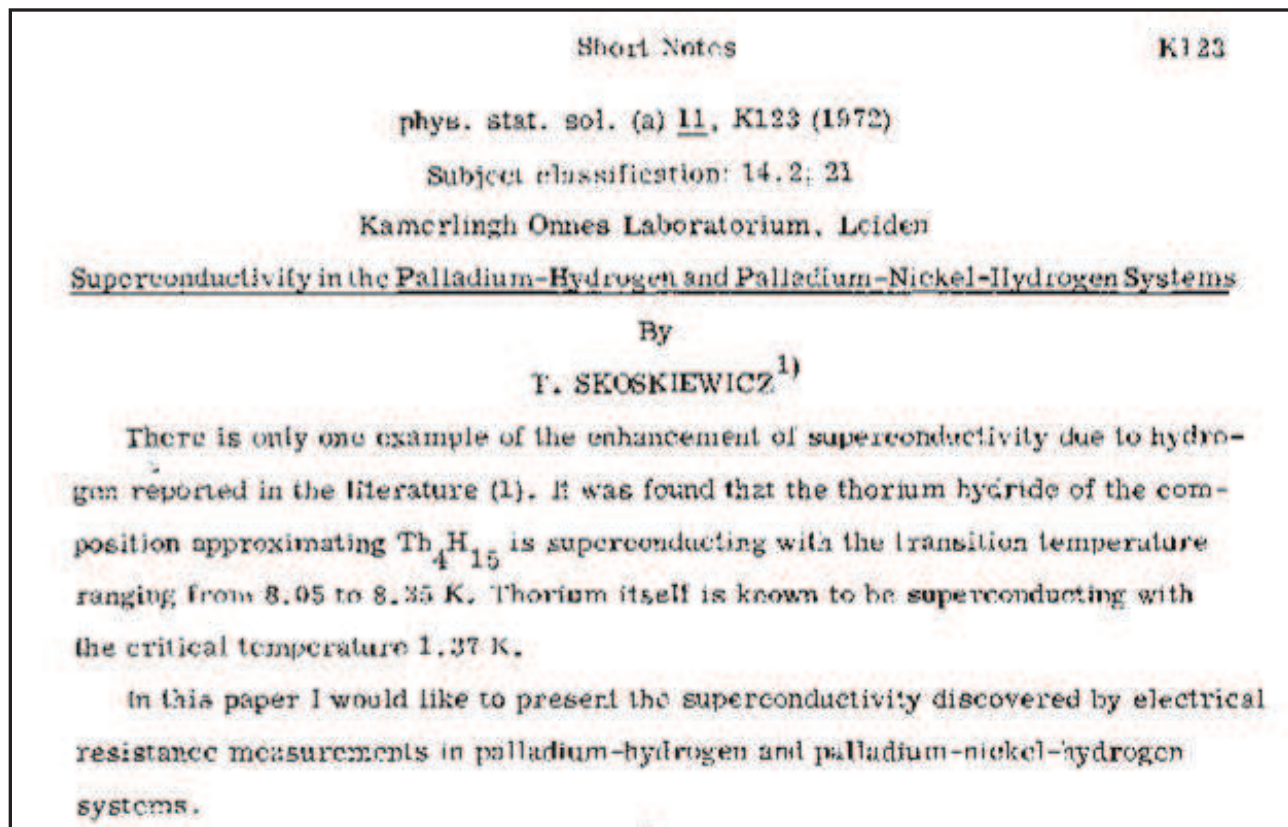 Short Notes K123
phys. stat. sol. (a) 11, K123 (1972)
Subject classification: 14.2; 21
Kamerlingh Onnes Laboratorium, Leiden
Superconductivity in the Palladium-Hydrogen and Palladium-Nickel-Hydrogen Systems
By
T. SKOSKIEWICZ1)
There is only one example of the enhancement of superconductivity due to hydro-
gen reported in the literature (1). It was found that the thorium hydride of the com-
position approximating Th4H15 is superconducting with the transition temperature
ranging from 8.05 to 8.35 K. Thorium itself is known to be superconducting with
the critical temperature 1.37 K.
In this paper I would like to present the superconductivity discovered by electrical
resistance measurements in palladium-hydrogen and palladium-nickel-hydrogen
systems.